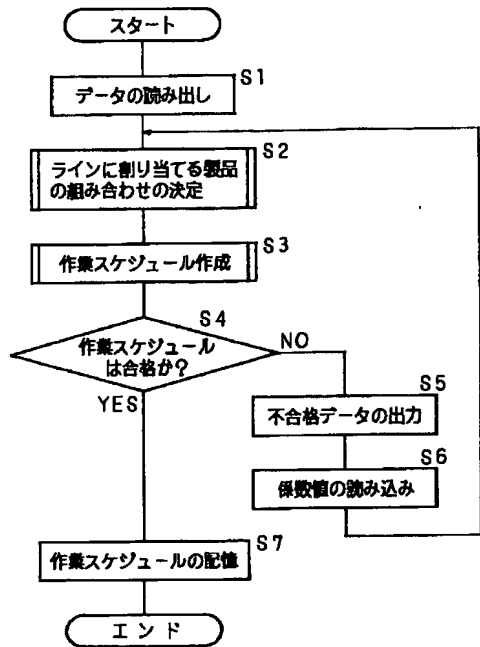 スタート
S1
データの読み出し
S2
ラインに割り当てる製品
の組み合わせの決定
S3
作業スケジュール作成
S4
作業スケジュール
は合格か?
NO
YES
S5
不合格データの出力
S6
係数値の読み込み
S7
作業スケジュールの記憶
エンド